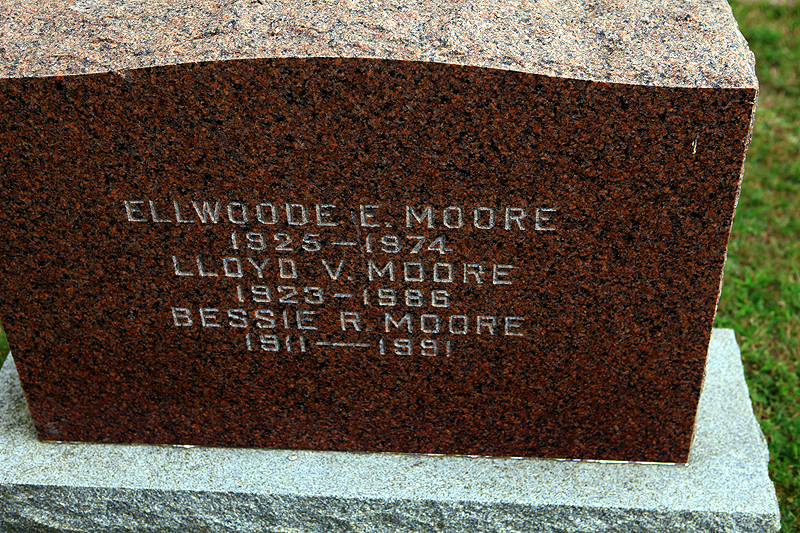 ELLWOODE E. MOORE
1925–1974
LLOYD V. MOORE
1923–1986
BESSIE R. MOORE
1911–1991